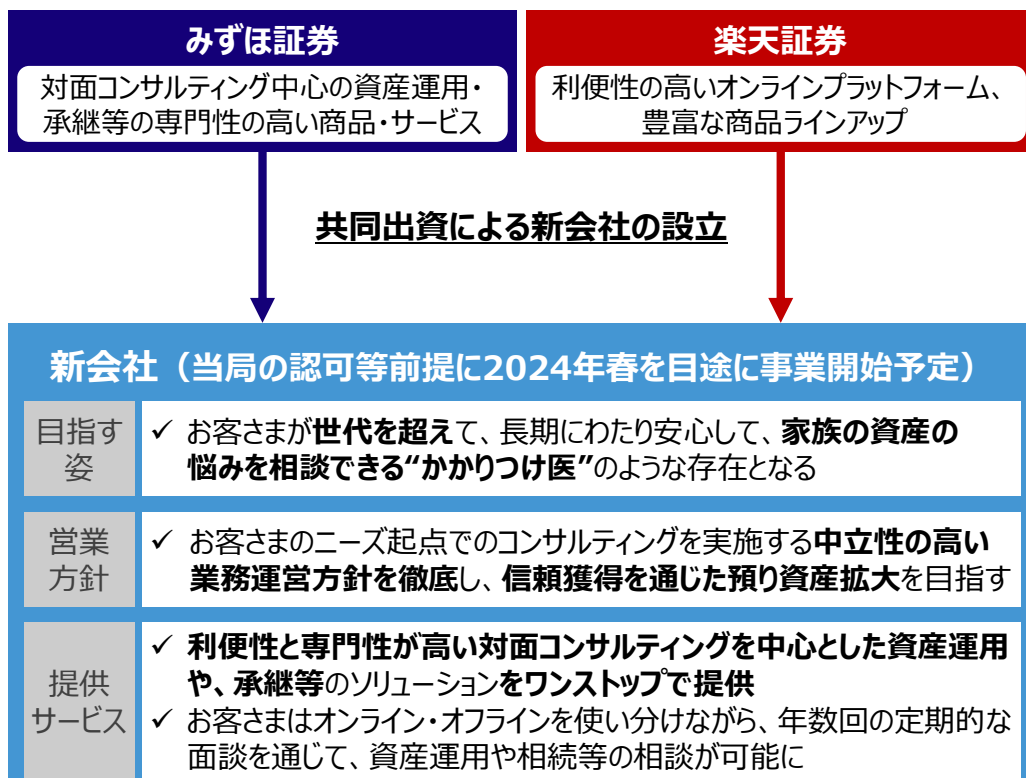 みずほ証券
対面コンサルティング中心の資産運用・
承継等の専門性の高い商品・サービス
楽天証券
利便性の高いオンラインプラットフォーム、
豊富な商品ラインアップ
共同出資による新会社の設立
新会社（当局の認可等前提に2024年春を目途に事業開始予定）
目指す
姿
✓ お客さまが世代を超えて、長期にわたり安心して、家族の資産の
悩みを相談できる“かかりつけ医”のような存在となる
営業
方針
✓ お客さまのニーズ起点でのコンサルティングを実施する中立性の高い
業務運営方針を徹底し、信頼獲得を通じた預り資産拡大を目指す
提供
サービス
✓ 利便性と専門性が高い対面コンサルティングを中心とした資産運用
や、承継等のソリューションをワンストップで提供
✓ お客さまはオンライン・オフラインを使い分けながら、年数回の定期的な
面談を通じて、資産運用や相続等の相談が可能に